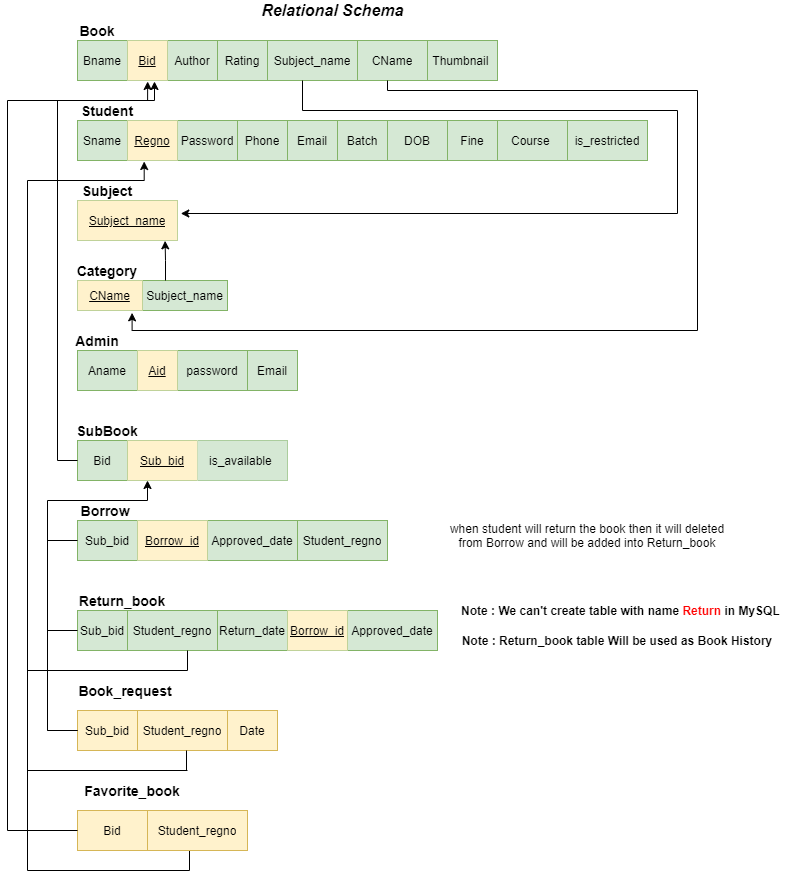 Relational Schema
Book
Bname Bid Author Rating Subject_name CName Thumbnail
Student
Sname Regno Password Phone Email Batch DOB Fine Course is_restricted
Subject
Subject_name
Category
CName Subject_name
Admin
Aname Aid password Email
SubBook
Bid Sub_bid is_available
Borrow
Sub_bid Borrow_id Approved_date Student_regno
when student will return the book then it will deleted
from Borrow and will be added into Return_book
Return_book
Sub_bid Student_regno Return_date Borrow_id Approved_date
Note : We can't create table with name Return in MySQL
Note : Return_book table Will be used as Book History
Book_request
Sub_bid Student_regno Date
Favorite_book
Bid Student_regno